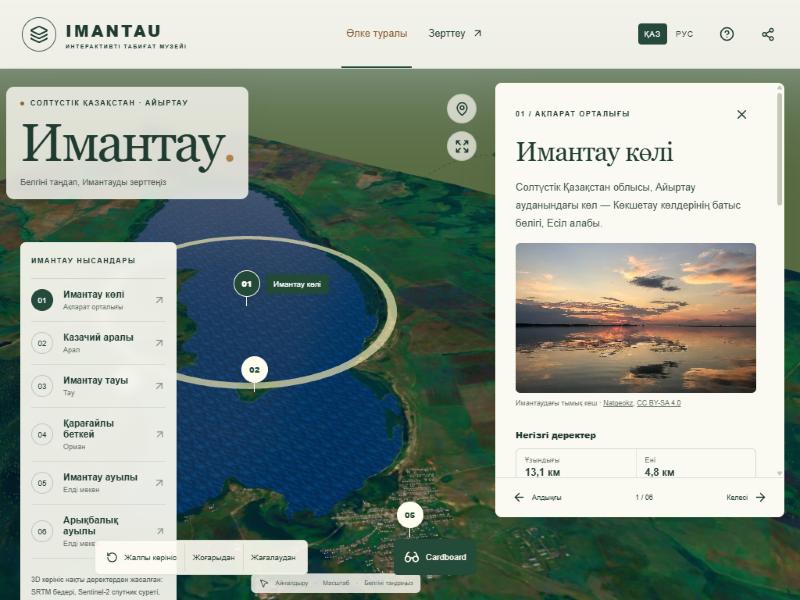 IMANTAU
ИНТЕРАКТИВТІ ТАБИҒАТ МУЗЕЙІ
Өлке туралы
Зерттеу
ҚАЗ
РУС
СОЛТҮСТІК ҚАЗАҚСТАН · АЙЫРТАУ
Имантау.
Белгіні таңдап, Имантауды зерттеңіз
ИМАНТАУ НЫСАНДАРЫ
01
Имантау көлі
Ақпарат орталығы
02
Казачий аралы
Арал
03
Имантау тауы
Тау
04
Қарағайлы
беткей
Орман
05
Имантау ауылы
Елді мекен
06
Арықбалық
ауылы
Елді меке
3D көрініс нақты деректерден жасалған:
SRTM бедері, Sentinel-2 спутник суреті.
01
Имантау көлі
02
05
Жалпы көрініс
Жоғарыдан
Жағалаудан
Cardboard
Айналдыру · Масштаб · Белгіні таңдаңыз
01 / АҚПАРАТ ОРТАЛЫҒЫ
Имантау көлі
Солтүстік Қазақстан облысы, Айыртау
ауданындағы көл — Көкшетау көлдерінің батыс
бөлігі, Есіл алабы.
Имантаудағы тымық кеш · Natgeokz, CC BY-SA 4.0
Негізгі деректер
Ұзындығы
13,1 км
Ені
4,8 км
Алдыңғы
1 / 06
Келесі